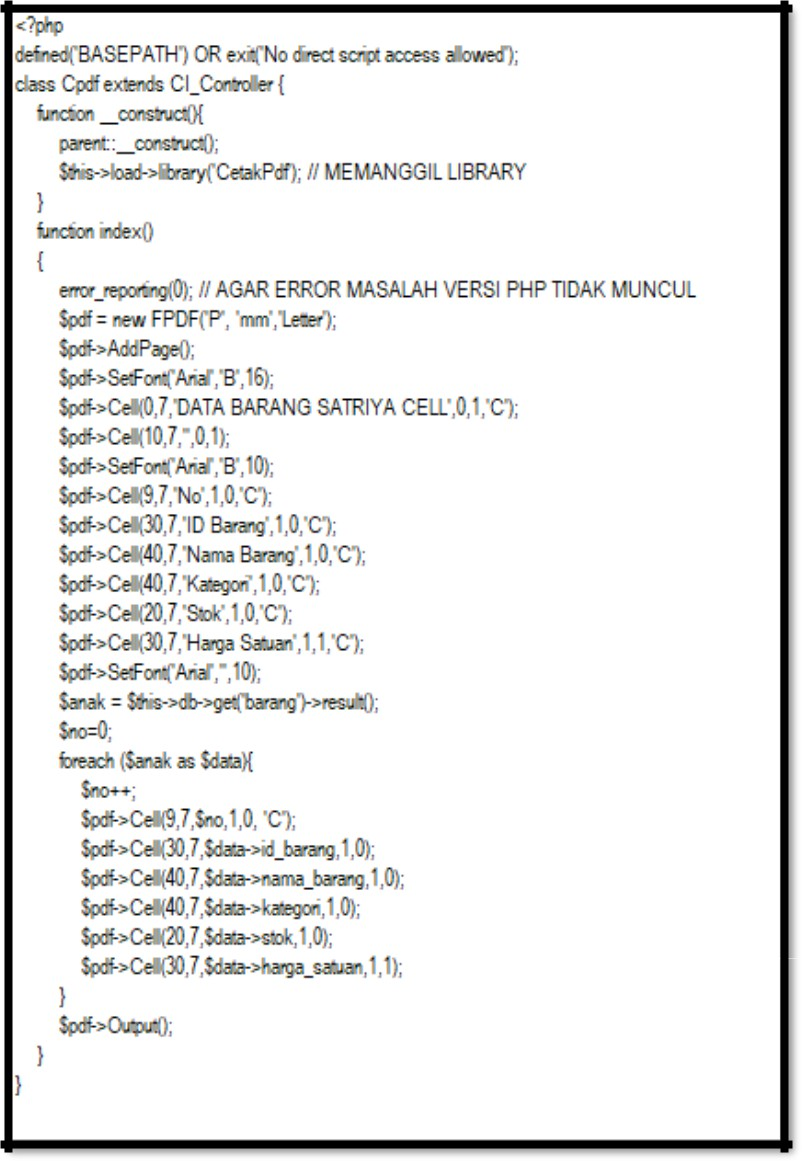 <?php
defined('BASEPATH') OR exit('No direct script access allowed');
class Cpdf extends CI_Controller {
function __construct(){
parent::__construct();
$this->load->library('CetakPdf'); // MEMANGGIL LIBRARY
}
function index()
{
error_reporting(0); // AGAR ERROR MASALAH VERSI PHP TIDAK MUNCUL
$pdf = new FPDF('P', 'mm','Letter');
$pdf->AddPage();
$pdf->SetFont('Arial','B',16);
$pdf->Cell(0,7,'DATA BARANG SATRIYA CELL',0,1,'C');
$pdf->Cell(10,7,'',0,1);
$pdf->SetFont('Arial','B',10);
$pdf->Cell(9,7,'No',1,0,'C');
$pdf->Cell(30,7,'ID Barang',1,0,'C');
$pdf->Cell(40,7,'Nama Barang',1,0,'C');
$pdf->Cell(40,7,'Kategori',1,0,'C');
$pdf->Cell(20,7,'Stok',1,0,'C');
$pdf->Cell(30,7,'Harga Satuan',1,1,'C');
$pdf->SetFont('Arial','',10);
$anak = $this->db->get('barang')->result();
$no=0;
foreach ($anak as $data){
$no++;
$pdf->Cell(9,7,$no,1,0, 'C');
$pdf->Cell(30,7,$data->id_barang,1,0);
$pdf->Cell(40,7,$data->nama_barang,1,0);
$pdf->Cell(40,7,$data->kategori,1,0);
$pdf->Cell(20,7,$data->stok,1,0);
$pdf->Cell(30,7,$data->harga_satuan,1,1);
}
$pdf->Output();
}
}